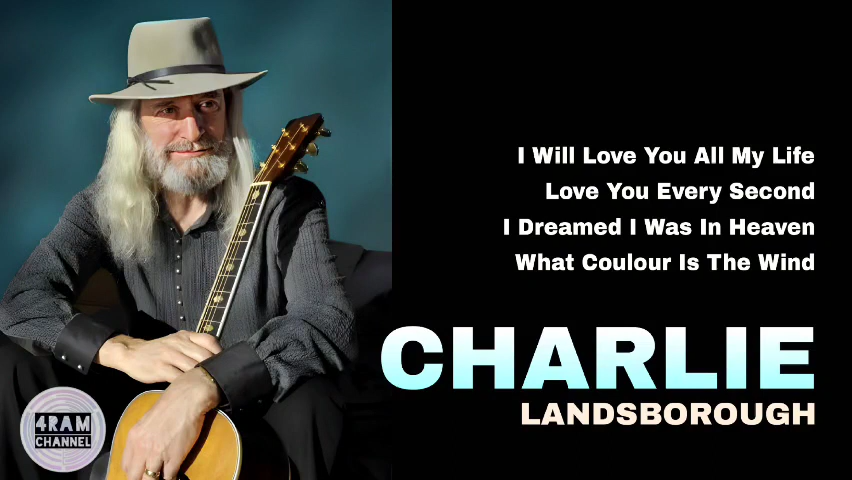 I Will Love You All My Life
Love You Every Second
I Dreamed I Was In Heaven
What Coulour Is The Wind
CHARLIE
LANDSBOROUGH
4RAM
CHANNEL